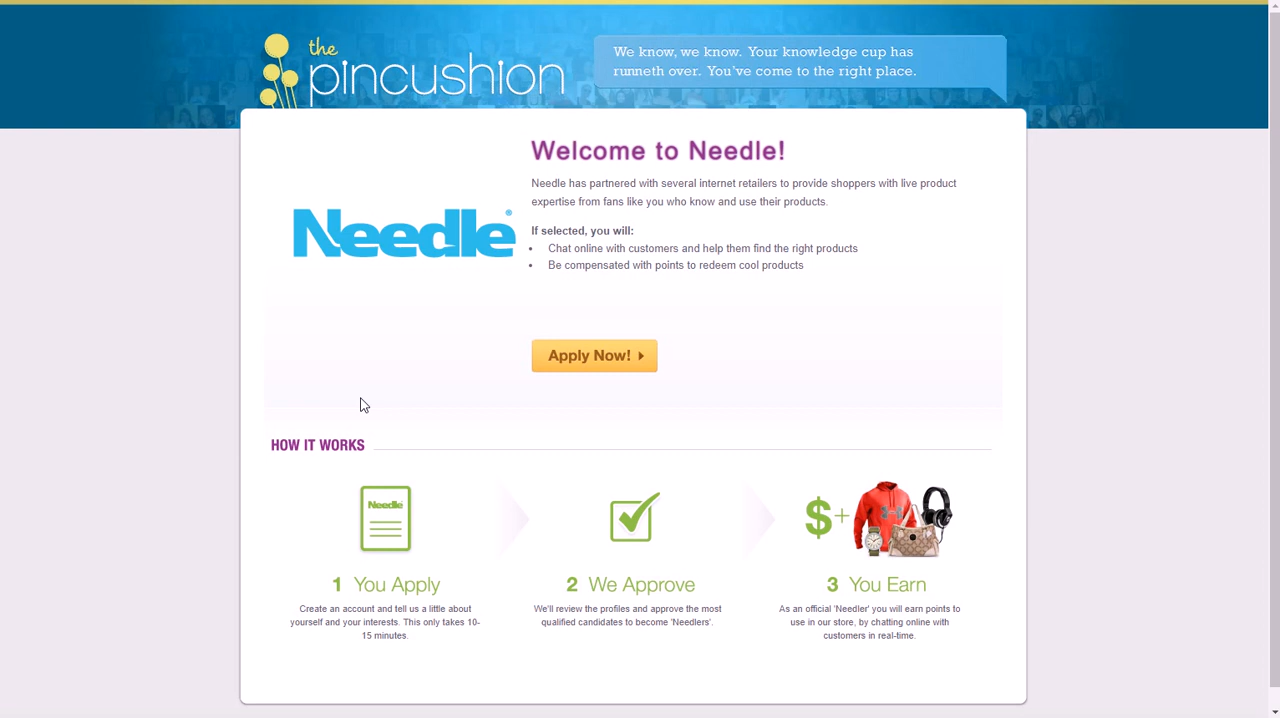 the
pincushion
We know, we know. Your knowledge cup has
runneth over. You've come to the right place.
Welcome to Needle!
Needle has partnered with several internet retailers to provide shoppers with live product
expertise from fans like you who know and use their products.
Needle®
If selected, you will:
• Chat online with customers and help them find the right products
• Be compensated with points to redeem cool products
Apply Now!
HOW IT WORKS
Needle
$+
1 You Apply
Create an account and tell us a little about
yourself and your interests. This only takes 10-
15 minutes.
2 We Approve
We'll review the profiles and approve the most
qualified candidates to become 'Needlers'.
3 You Earn
As an official 'Needler' you will earn points to
use in our store, by chatting online with
customers in real-time.